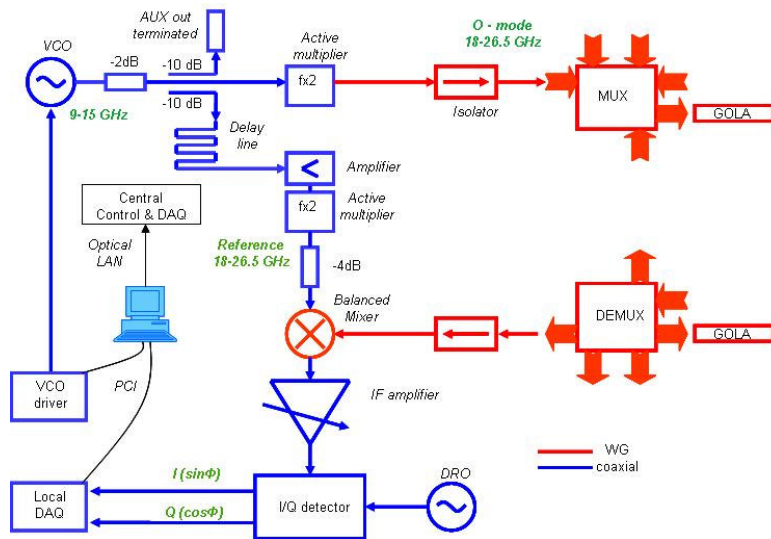 VCO
AUX out
terminated
-2dB
-10 dB
-10 dB
9-15 GHz
Active
multiplier
fx2
O - mode
18-26.5 GHz
Isolator
MUX
GOLA
Delay
line
<
Amplifier
fx2
Active
multiplier
Central
Control & DAQ
Optical
LAN
Reference
18-26.5 GHz
-4dB
Balanced
Mixer
DEMUX
GOLA
VCO
driver
PCI
IF amplifier
WG
coaxial
Local
DAQ
I (sinΦ)
Q (cosΦ)
I/Q detector
DRO